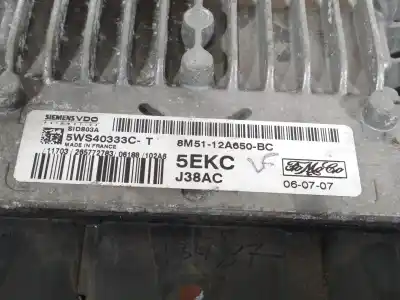 SIEMENS VDO
SID803A
5WS40333C- T
MADE IN FRANCE
8M51-12A650-BC
5EKC
J38AC
FoMoCo
06-07-07